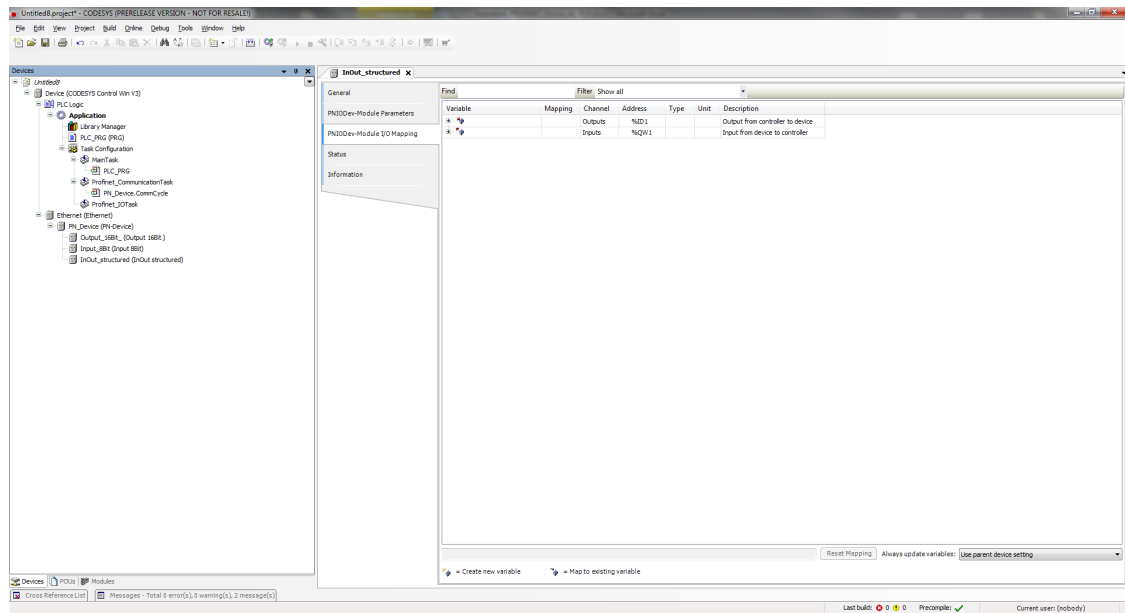 Untitled8.project* - CODESYS (PRERELEASE VERSION - NOT FOR RESALE!)
File Edit View Project Build Online Debug Tools Window Help
Devices
Untitled8
Device (CODESYS Control Win V3)
PLC Logic
Application
Library Manager
PLC_PRG (PRG)
Task Configuration
MainTask
PLC_PRG
Profinet_CommunicationTask
PN_Device.CommCycle
Profinet_IOTask
Ethernet (Ethernet)
PN_Device (PN-Device)
Output_16Bit_ (Output 16Bit )
Input_8Bit (Input 8Bit)
InOut_structured (InOut structured)
Devices POUs Modules
InOut_structured
General
PNIODev-Module Parameters
PNIODev-Module I/O Mapping
Status
Information
Find Filter Show all
Variable Mapping Channel Address Type Unit Description
Outputs %ID1 Output from controller to device
Inputs %QW1 Input from device to controller
Reset Mapping Always update variables: Use parent device setting
= Create new variable = Map to existing variable
Cross Reference List Messages - Total 0 error(s), 0 warning(s), 2 message(s)
Last build: 0 0 Precompile: Current user: (nobody)